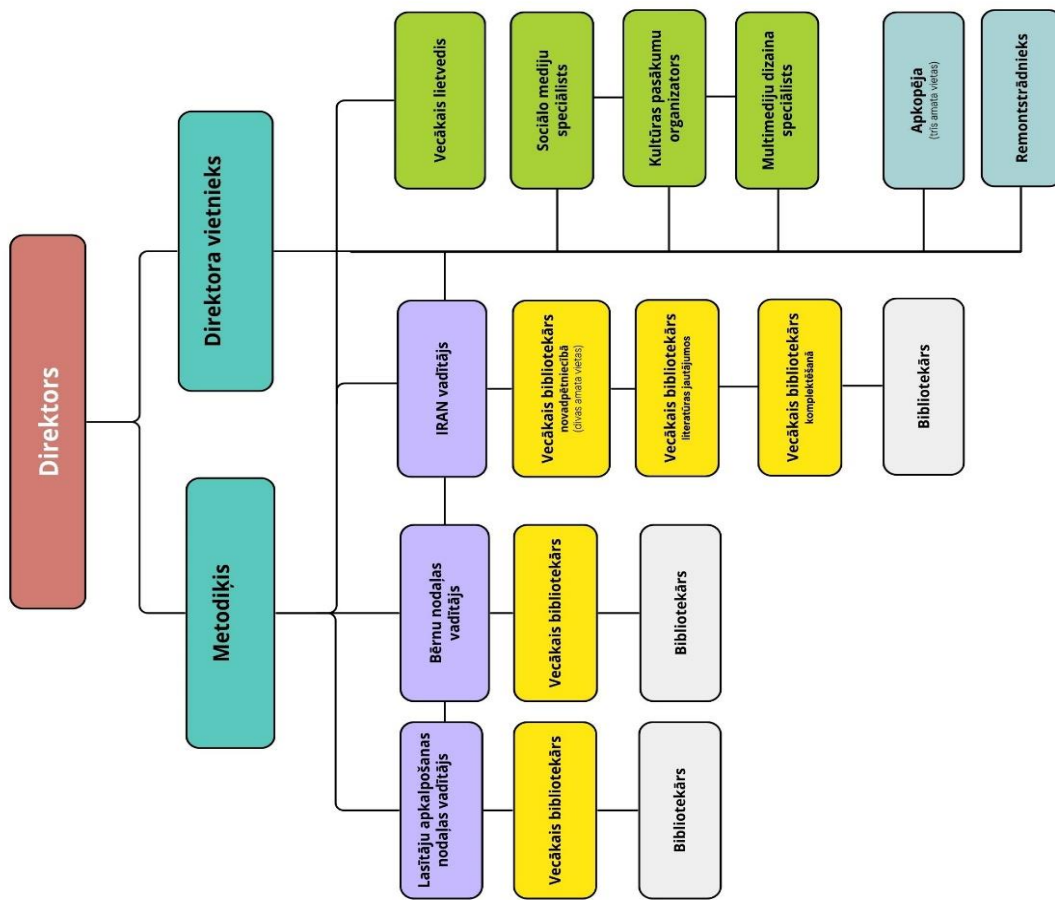 Direktors
Metodiķis
Direktora vietnieks
Lasītāju apkalpošanas
nodaļas vadītājs
Bērnu nodaļas
vadītājs
IRAN vadītājs
Vecākais lietvedis
Vecākais bibliotekārs
Vecākais bibliotekārs
Vecākais bibliotekārs
novadpētniecībā
(divas amata vietas)
Sociālo mediju
speciālists
Bibliotekārs
Bibliotekārs
Vecākais bibliotekārs
literatūras jautājumos
Kultūras pasākumu
organizators
Vecākais bibliotekārs
komplektēšanā
Multimediju dizaina
speciālists
Bibliotekārs
Apkopēja
(trīs amata vietas)
Remontstrādnieks